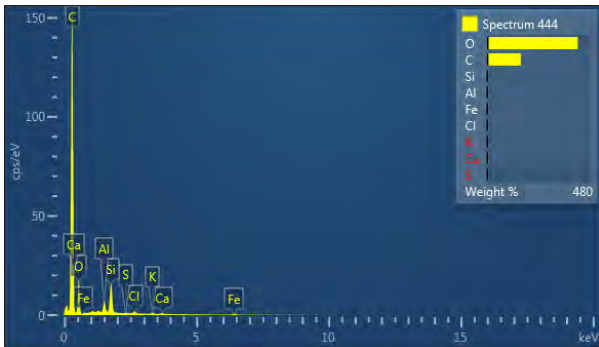 150
C
100
cps/eV
50
Ca
Al
O
Si
S
K
Fe
Cl
Ca
Fe
0
0
5
10
15
keV
Spectrum 444
O
C
Si
Al
Fe
Cl
K
Ca
S
Weight % 480